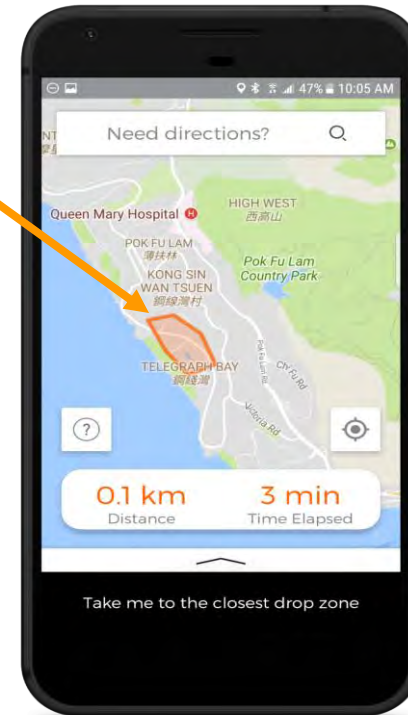 47% 10:05 AM
Need directions?
Queen Mary Hospital H
HIGH WEST
西高山
POK FU LAM
薄扶林
Pok Fu Lam
Country Park
KONG SIN
WAN TSUEN
鋼線灣村
TELEGRAPH BAY
鋼綫灣
Pok Fu Lam Rd
Chi Fu Rd
Victoria Rd
?
0.1 km 3 min
Distance Time Elapsed
Take me to the closest drop zone